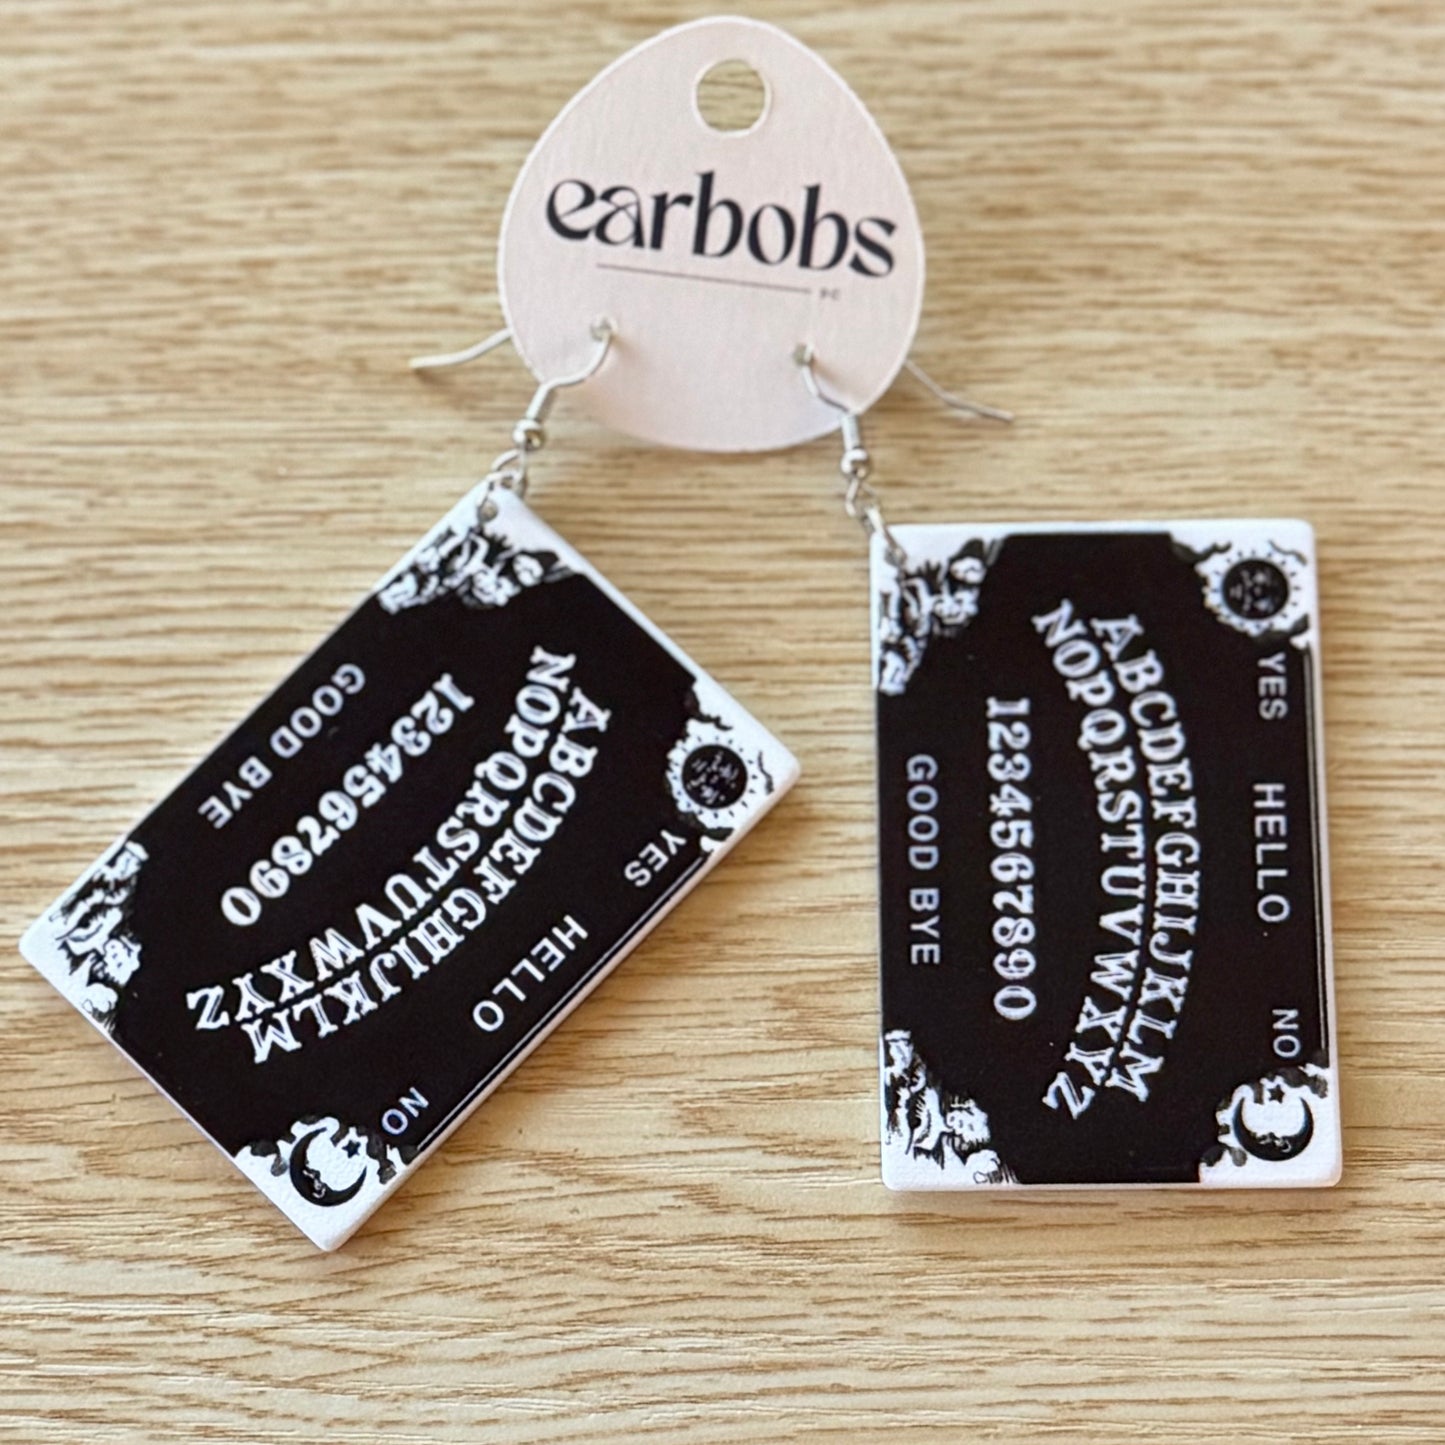 earbobs
GOOD BYE
1234567890
NOPQRSTUVWXYZ
ABCDEFGHIJKLM
YES HELLO NO
YES HELLO NO
ABCDEFGHIJKLM
NOPQRSTUVWXYZ
1234567890
GOOD BYE